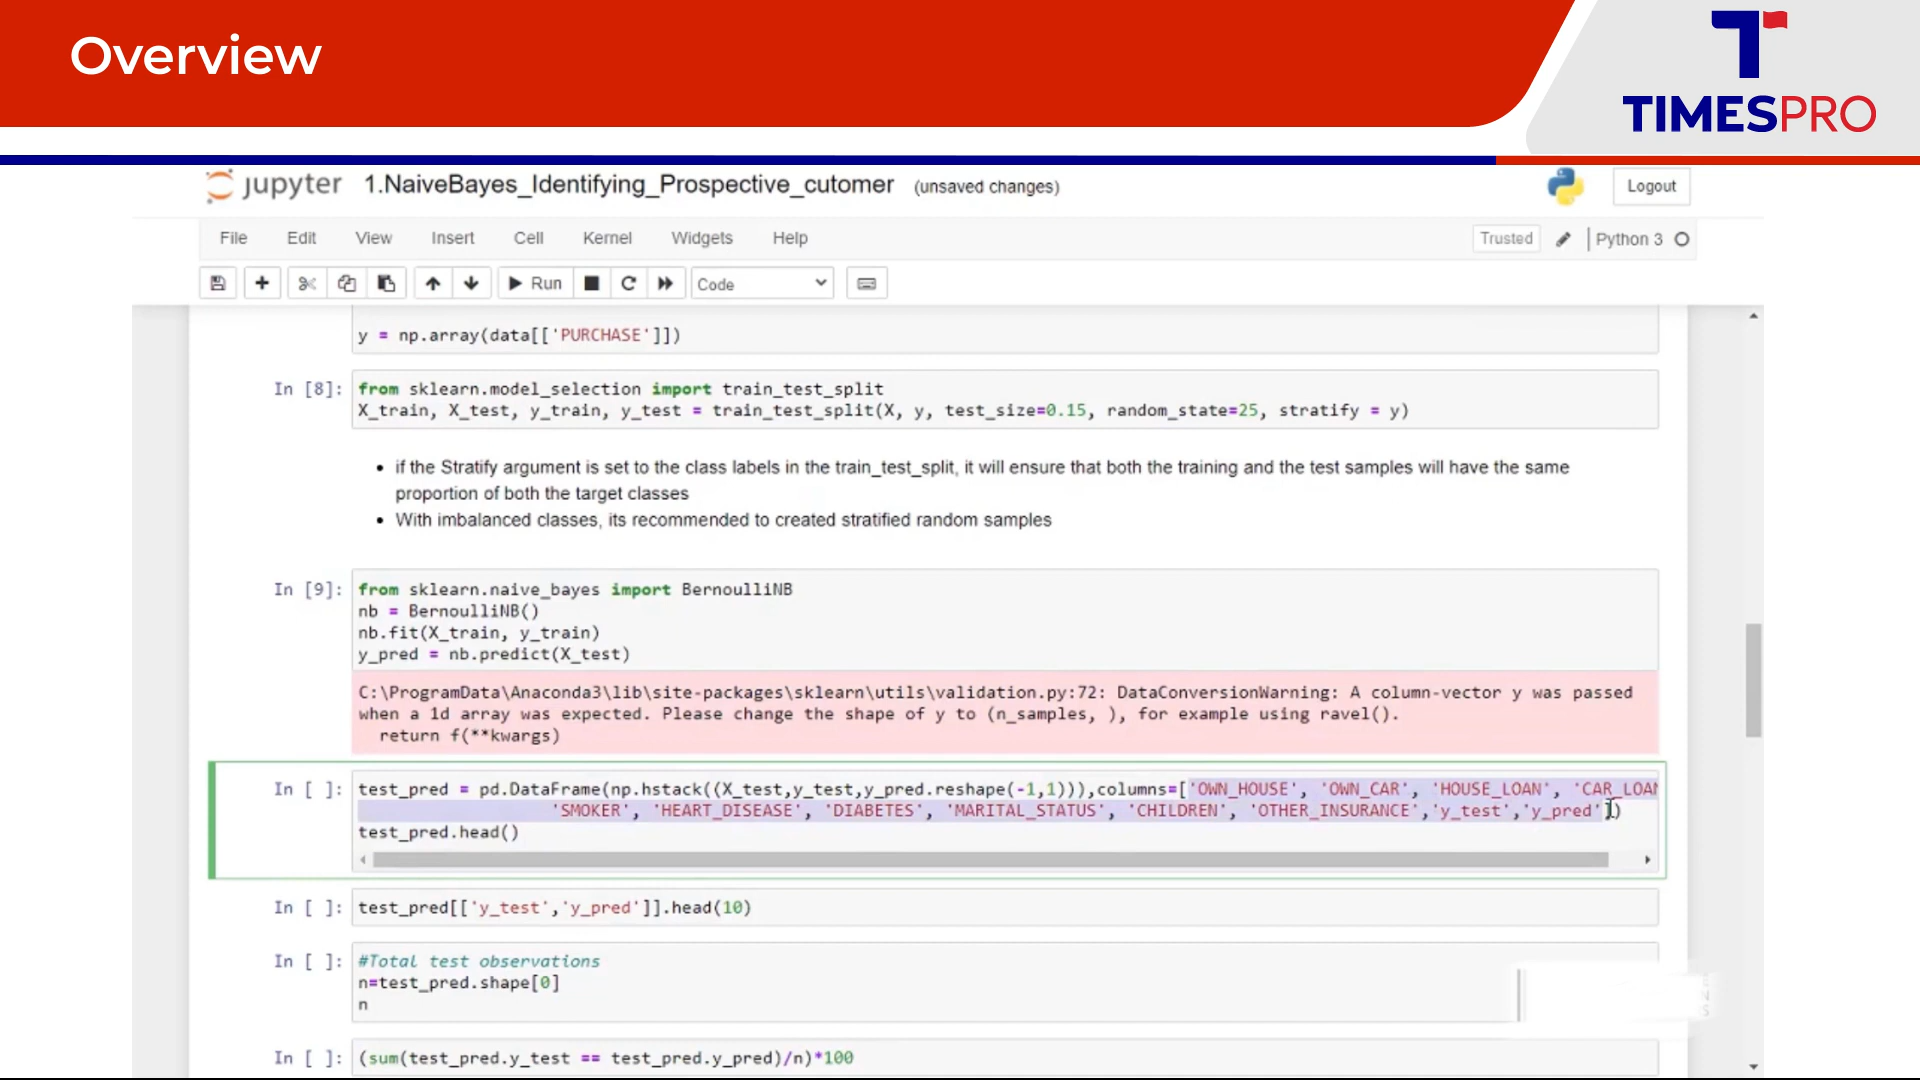 Overview
TIMESPRO
jupyter 1.NaiveBayes_Identifying_Prospective_cutomer (unsaved changes)
Logout
File Edit View Insert Cell Kernel Widgets Help
Trusted Python 3
Run Code
y = np.array(data[['PURCHASE']])
In [8]: from sklearn.model_selection import train_test_split
X_train, X_test, y_train, y_test = train_test_split(X, y, test_size=0.15, random_state=25, stratify = y)
• if the Stratify argument is set to the class labels in the train_test_split, it will ensure that both the training and the test samples will have the same
proportion of both the target classes
• With imbalanced classes, its recommended to created stratified random samples
In [9]: from sklearn.naive_bayes import BernoulliNB
nb = BernoulliNB()
nb.fit(X_train, y_train)
y_pred = nb.predict(X_test)
C:\ProgramData\Anaconda3\lib\site-packages\sklearn\utils\validation.py:72: DataConversionWarning: A column-vector y was passed
when a 1d array was expected. Please change the shape of y to (n_samples, ), for example using ravel().
return f(**kwargs)
In [ ]: test_pred = pd.DataFrame(np.hstack((X_test,y_test,y_pred.reshape(-1,1))),columns=['OWN_HOUSE', 'OWN_CAR', 'HOUSE_LOAN', 'CAR_LOAN
'SMOKER', 'HEART_DISEASE', 'DIABETES', 'MARITAL_STATUS', 'CHILDREN', 'OTHER_INSURANCE','y_test','y_pred'])
test_pred.head()
In [ ]: test_pred[['y_test','y_pred']].head(10)
In [ ]: #Total test observations
n=test_pred.shape[0]
n
In [ ]: (sum(test_pred.y_test == test_pred.y_pred)/n)*100